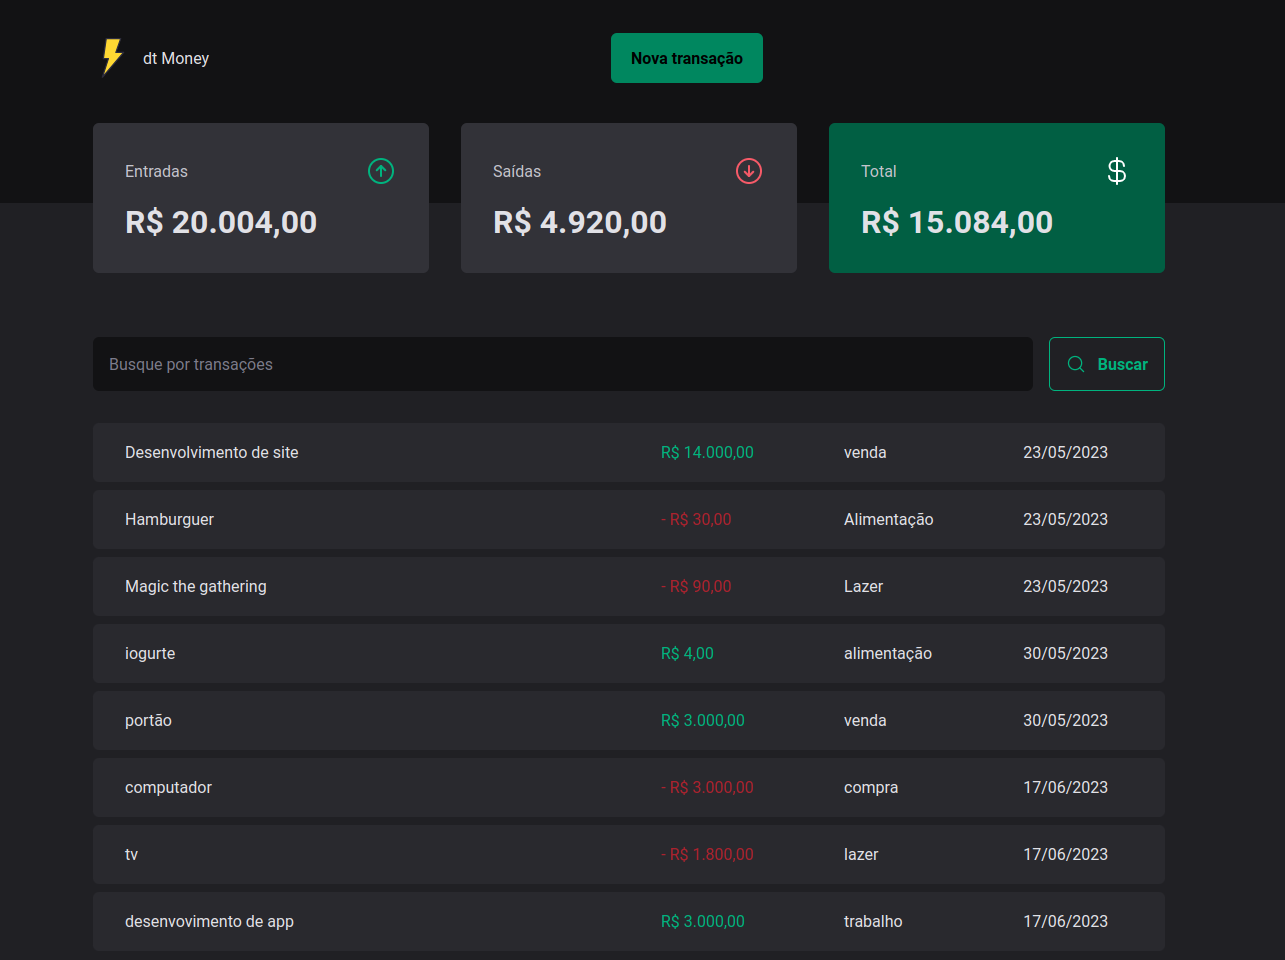 dt Money
Nova transação
Entradas
R$ 20.004,00
Saídas
R$ 4.920,00
Total
R$ 15.084,00
Busque por transações
Buscar
Desenvolvimento de site R$ 14.000,00 venda 23/05/2023
Hamburguer - R$ 30,00 Alimentação 23/05/2023
Magic the gathering - R$ 90,00 Lazer 23/05/2023
iogurte R$ 4,00 alimentação 30/05/2023
portão R$ 3.000,00 venda 30/05/2023
computador - R$ 3.000,00 compra 17/06/2023
tv - R$ 1.800,00 lazer 17/06/2023
desenvovimento de app R$ 3.000,00 trabalho 17/06/2023